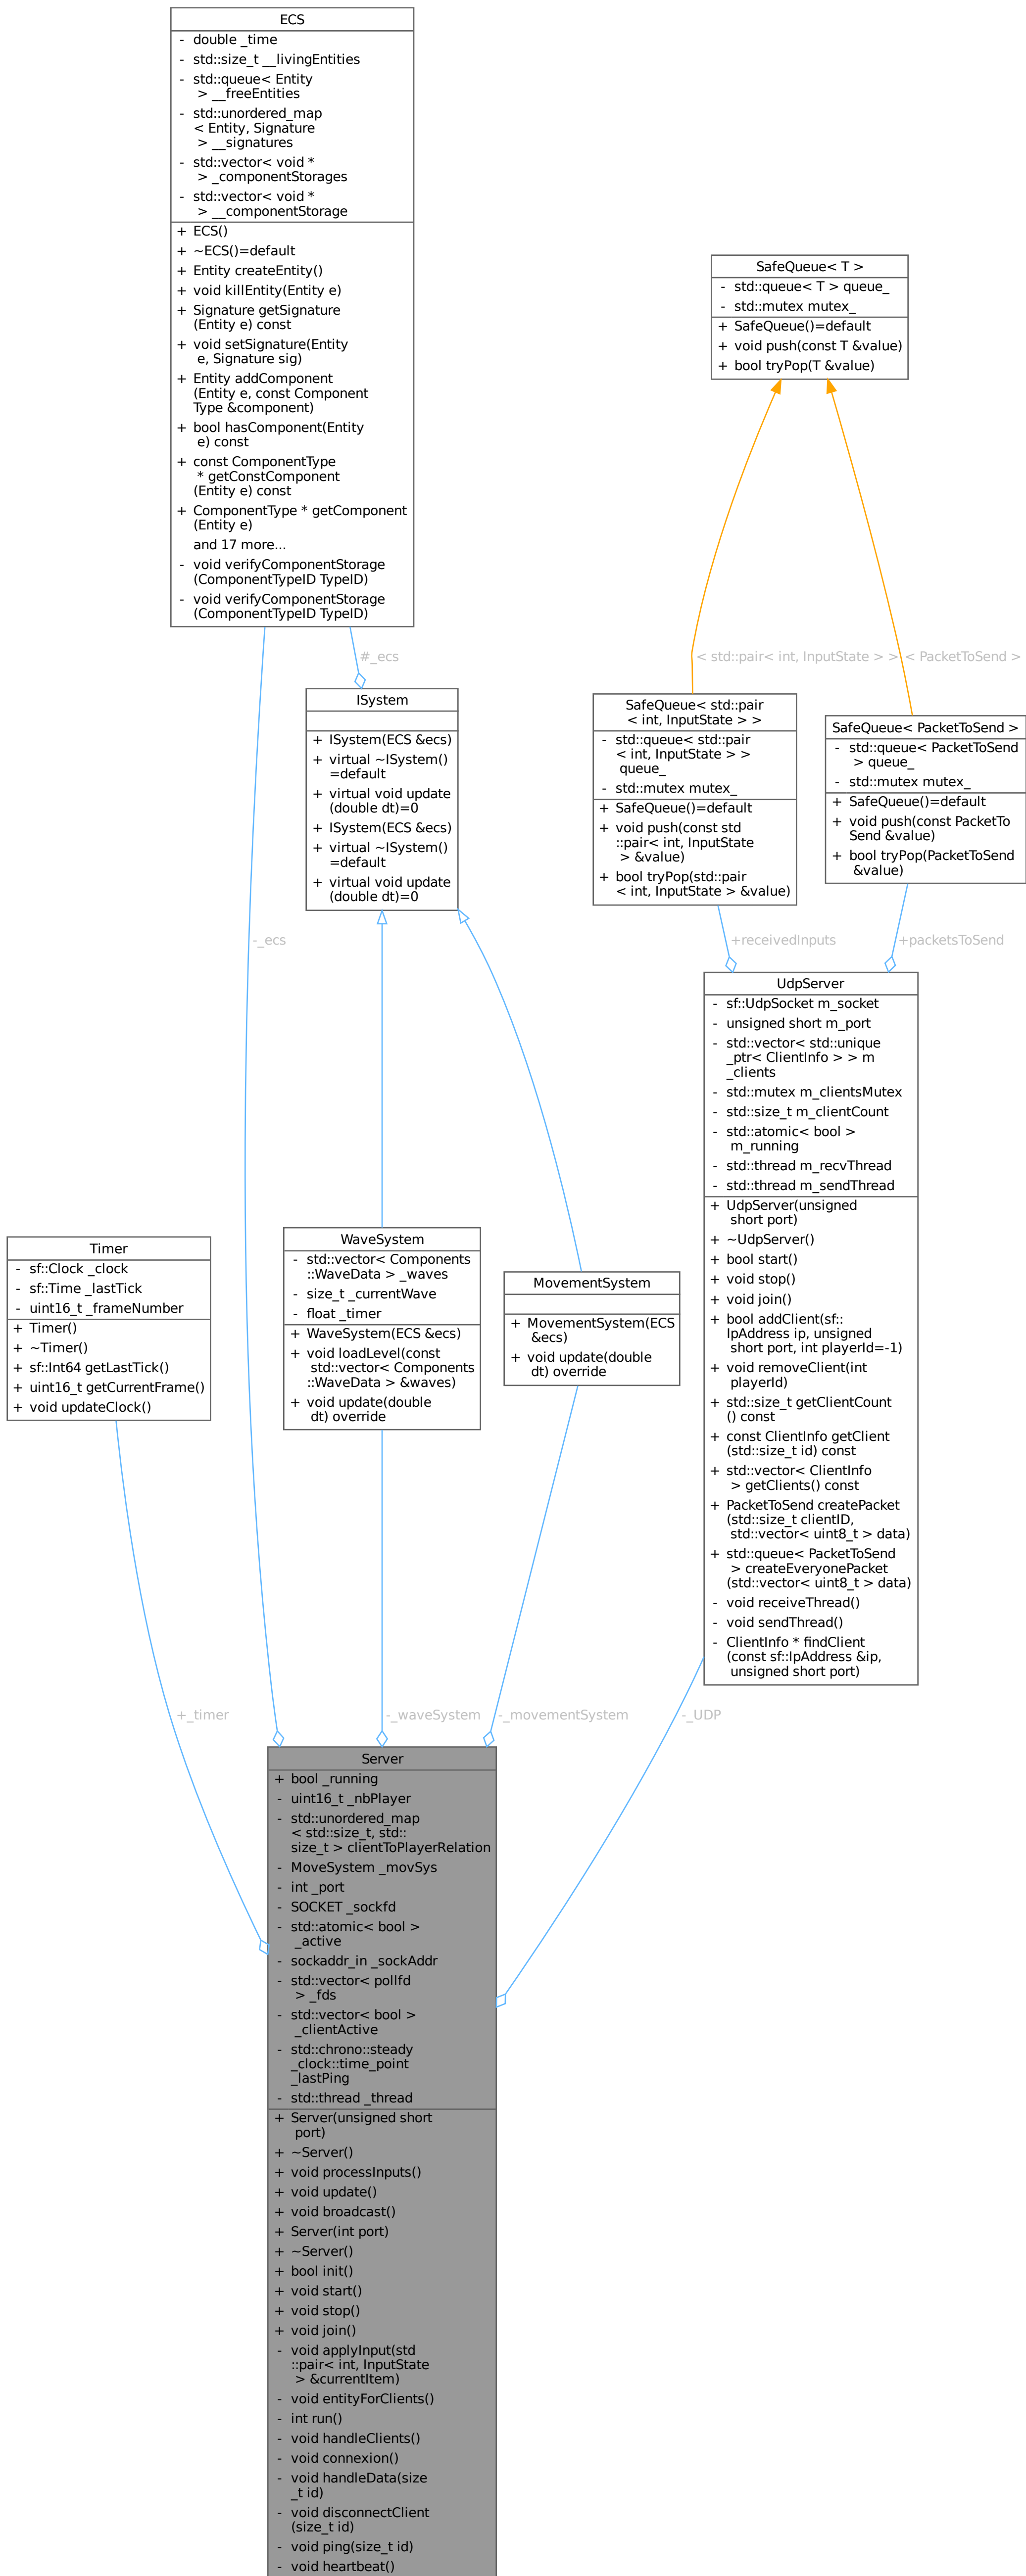 ECS
- double _time
- std::size_t __livingEntities
- std::queue< Entity
> __freeEntities
- std::unordered_map
< Entity, Signature
> __signatures
- std::vector< void *
> _componentStorages
- std::vector< void *
> __componentStorage
+ ECS()
+ ~ECS()=default
+ Entity createEntity()
+ void killEntity(Entity e)
+ Signature getSignature
(Entity e) const
+ void setSignature(Entity
e, Signature sig)
+ Entity addComponent
(Entity e, const Component
Type &component)
+ bool hasComponent(Entity
e) const
+ const ComponentType
* getConstComponent
(Entity e) const
+ ComponentType * getComponent
(Entity e)
and 17 more...
- void verifyComponentStorage
(ComponentTypeID TypeID)
- void verifyComponentStorage
(ComponentTypeID TypeID)
SafeQueue< T >
- std::queue< T > queue_
- std::mutex mutex_
+ SafeQueue()=default
+ void push(const T &value)
+ bool tryPop(T &value)
#_ecs
< std::pair< int, InputState > >
< PacketToSend >
ISystem
+ ISystem(ECS &ecs)
+ virtual ~ISystem()
=default
+ virtual void update
(double dt)=0
+ ISystem(ECS &ecs)
+ virtual ~ISystem()
=default
+ virtual void update
(double dt)=0
SafeQueue< std::pair
< int, InputState > >
- std::queue< std::pair
< int, InputState > >
queue_
- std::mutex mutex_
+ SafeQueue()=default
+ void push(const std
::pair< int, InputState
> &value)
+ bool tryPop(std::pair
< int, InputState > &value)
SafeQueue< PacketToSend >
- std::queue< PacketToSend
> queue_
- std::mutex mutex_
+ SafeQueue()=default
+ void push(const PacketTo
Send &value)
+ bool tryPop(PacketToSend
&value)
-_ecs
+receivedInputs
+packetsToSend
UdpServer
- sf::UdpSocket m_socket
- unsigned short m_port
- std::vector< std::unique
_ptr< ClientInfo > > m
_clients
- std::mutex m_clientsMutex
- std::size_t m_clientCount
- std::atomic< bool >
m_running
- std::thread m_recvThread
- std::thread m_sendThread
+ UdpServer(unsigned
short port)
+ ~UdpServer()
+ bool start()
+ void stop()
+ void join()
+ bool addClient(sf::
IpAddress ip, unsigned
short port, int playerId=-1)
+ void removeClient(int
playerId)
+ std::size_t getClientCount
() const
+ const ClientInfo getClient
(std::size_t id) const
+ std::vector< ClientInfo
> getClients() const
+ PacketToSend createPacket
(std::size_t clientID,
std::vector< uint8_t > data)
+ std::queue< PacketToSend
> createEveryonePacket
(std::vector< uint8_t > data)
- void receiveThread()
- void sendThread()
- ClientInfo * findClient
(const sf::IpAddress &ip,
unsigned short port)
Timer
- sf::Clock _clock
- sf::Time _lastTick
- uint16_t _frameNumber
+ Timer()
+ ~Timer()
+ sf::Int64 getLastTick()
+ uint16_t getCurrentFrame()
+ void updateClock()
WaveSystem
- std::vector< Components
::WaveData > _waves
- size_t _currentWave
- float _timer
+ WaveSystem(ECS &ecs)
+ void loadLevel(const
std::vector< Components
::WaveData > &waves)
+ void update(double
dt) override
MovementSystem
+ MovementSystem(ECS
&ecs)
+ void update(double
dt) override
+_timer
-_waveSystem
-_movementSystem
-_UDP
Server
+ bool _running
- uint16_t _nbPlayer
- std::unordered_map
< std::size_t, std::
size_t > clientToPlayerRelation
- MoveSystem _movSys
- int _port
- SOCKET _sockfd
- std::atomic< bool >
_active
- sockaddr_in _sockAddr
- std::vector< pollfd
> _fds
- std::vector< bool >
_clientActive
- std::chrono::steady
_clock::time_point
_lastPing
- std::thread _thread
+ Server(unsigned short
port)
+ ~Server()
+ void processInputs()
+ void update()
+ void broadcast()
+ Server(int port)
+ ~Server()
+ bool init()
+ void start()
+ void stop()
+ void join()
- void applyInput(std
::pair< int, InputState
> &currentItem)
- void entityForClients()
- int run()
- void handleClients()
- void connexion()
- void handleData(size
_t id)
- void disconnectClient
(size_t id)
- void ping(size_t id)
- void heartbeat()